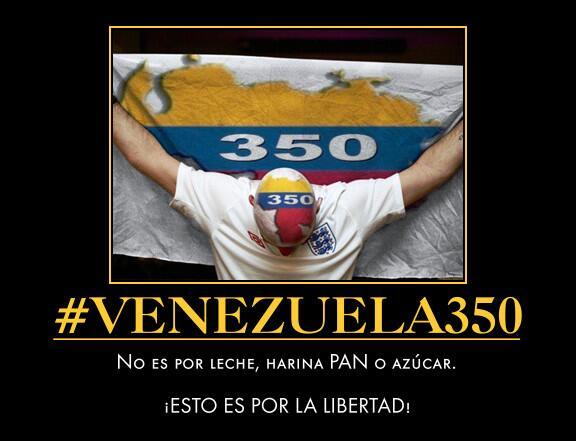 350
350
#VENEZUELA350
No es por leche, harina PAN o azúcar.
¡ESTO ES POR LA LIBERTAD!